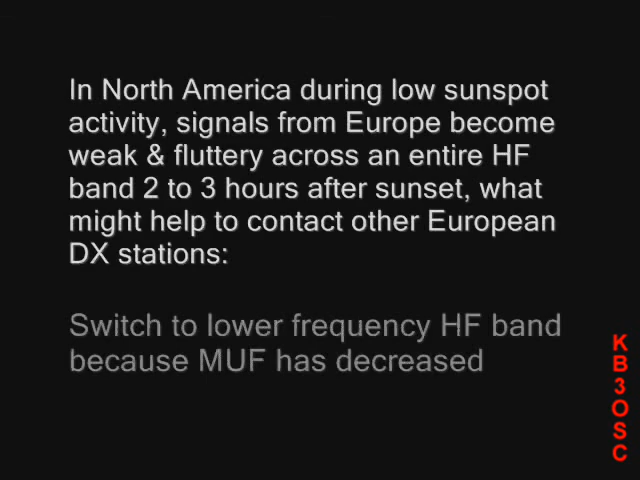 In North America during low sunspot
activity, signals from Europe become
weak & fluttery across an entire HF
band 2 to 3 hours after sunset, what
might help to contact other European
DX stations:
Switch to lower frequency HF band
because MUF has decreased
KB3OSC